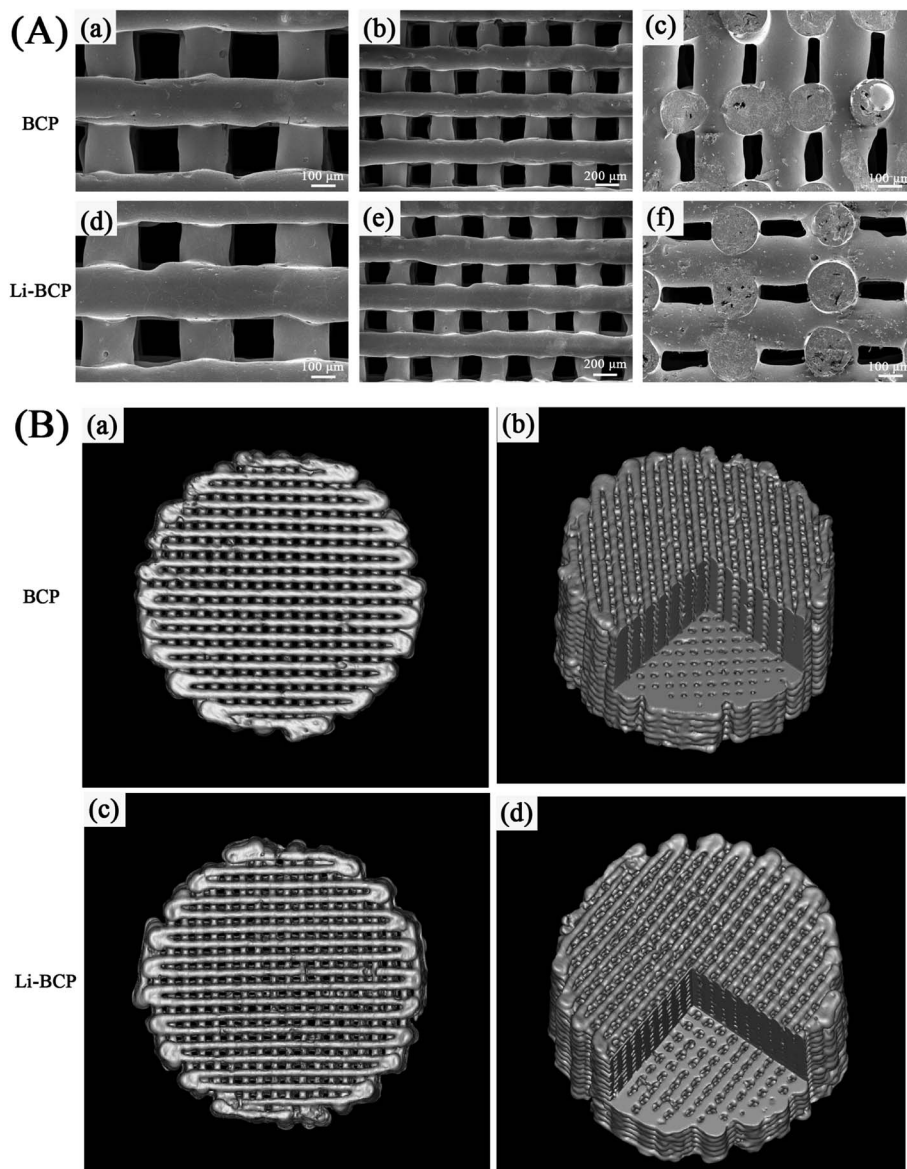 (A)
(a)
(b)
(c)
BCP
100 μm
200 μm
100 μm
(d)
(e)
(f)
Li-BCP
100 μm
200 μm
100 μm
(B)
(a)
(b)
BCP
(c)
(d)
Li-BCP